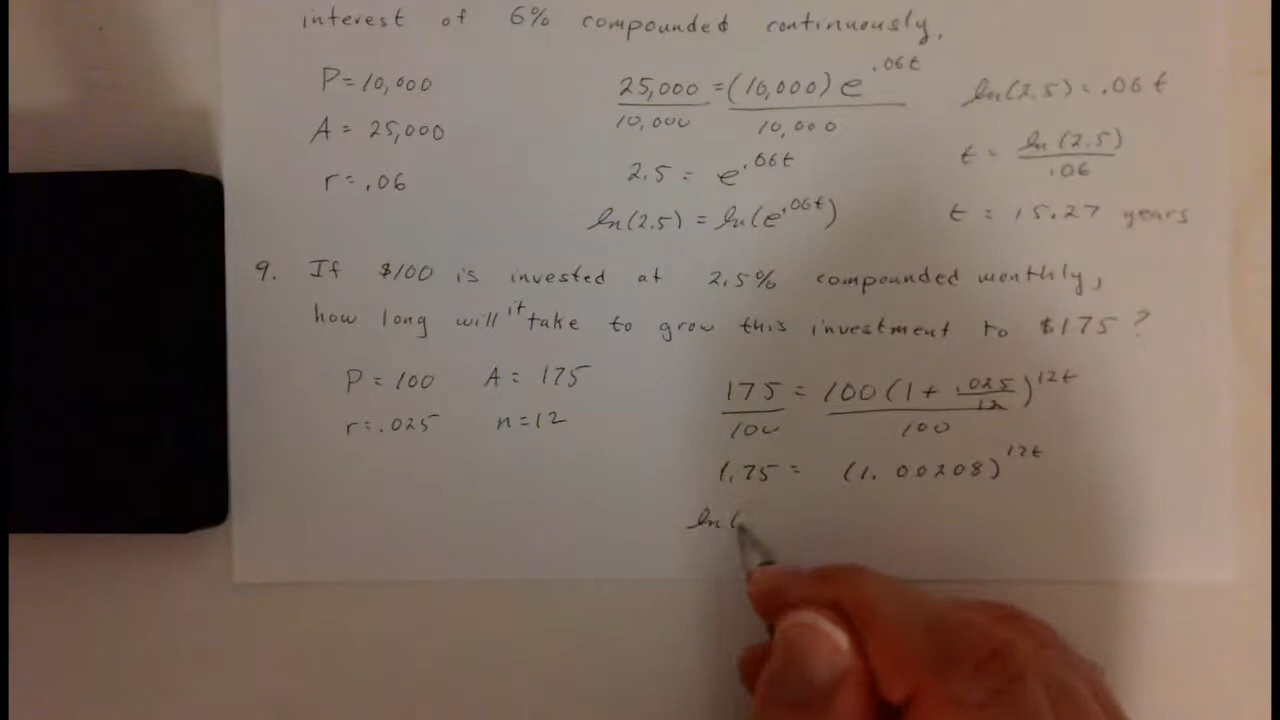 interest of 6% compounded continuously.
P=10,000
A = 25,000
r=.06
25,000 = (10,000) e^.06t
10,000 10,000
2.5 = e^.06t
ln(2.5) = ln(e^.06t)
ln(2.5) = .06t
t = ln(2.5)
.06
t = 15.27 years
9. If $100 is invested at 2.5% compounded monthly,
how long will it take to grow this investment to $175?
P = 100 A = 175
r=.025 n=12
175 = 100(1+ .025/12)^12t
100 100
1.75 = (1.00208)^12t
ln(